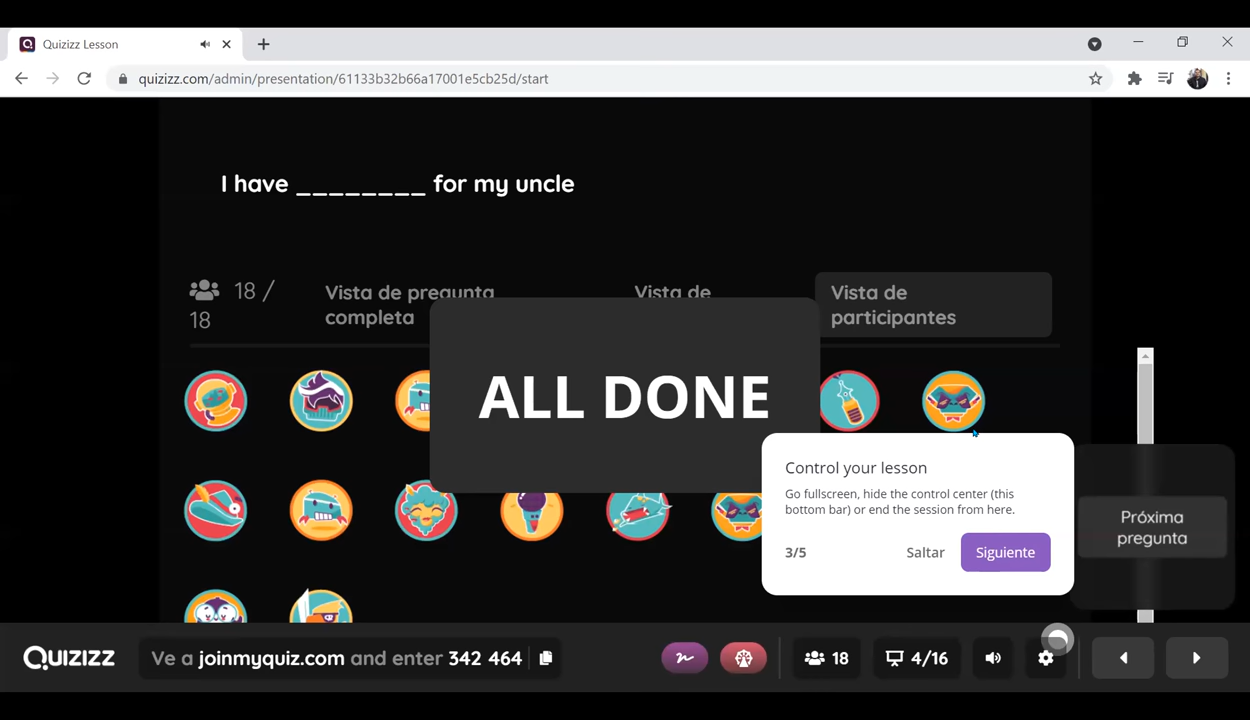 Quizizz Lesson
quizizz.com/admin/presentation/61133b32b66a17001e5cb25d/start
I have ________ for my uncle
18 /
18
Vista de pregunta
completa
Vista de
Vista de
participantes
ALL DONE
Control your lesson
Go fullscreen, hide the control center (this
bottom bar) or end the session from here.
3/5
Saltar
Siguiente
Próxima
pregunta
QUIZIZZ
Ve a joinmyquiz.com and enter 342 464
18
4/16